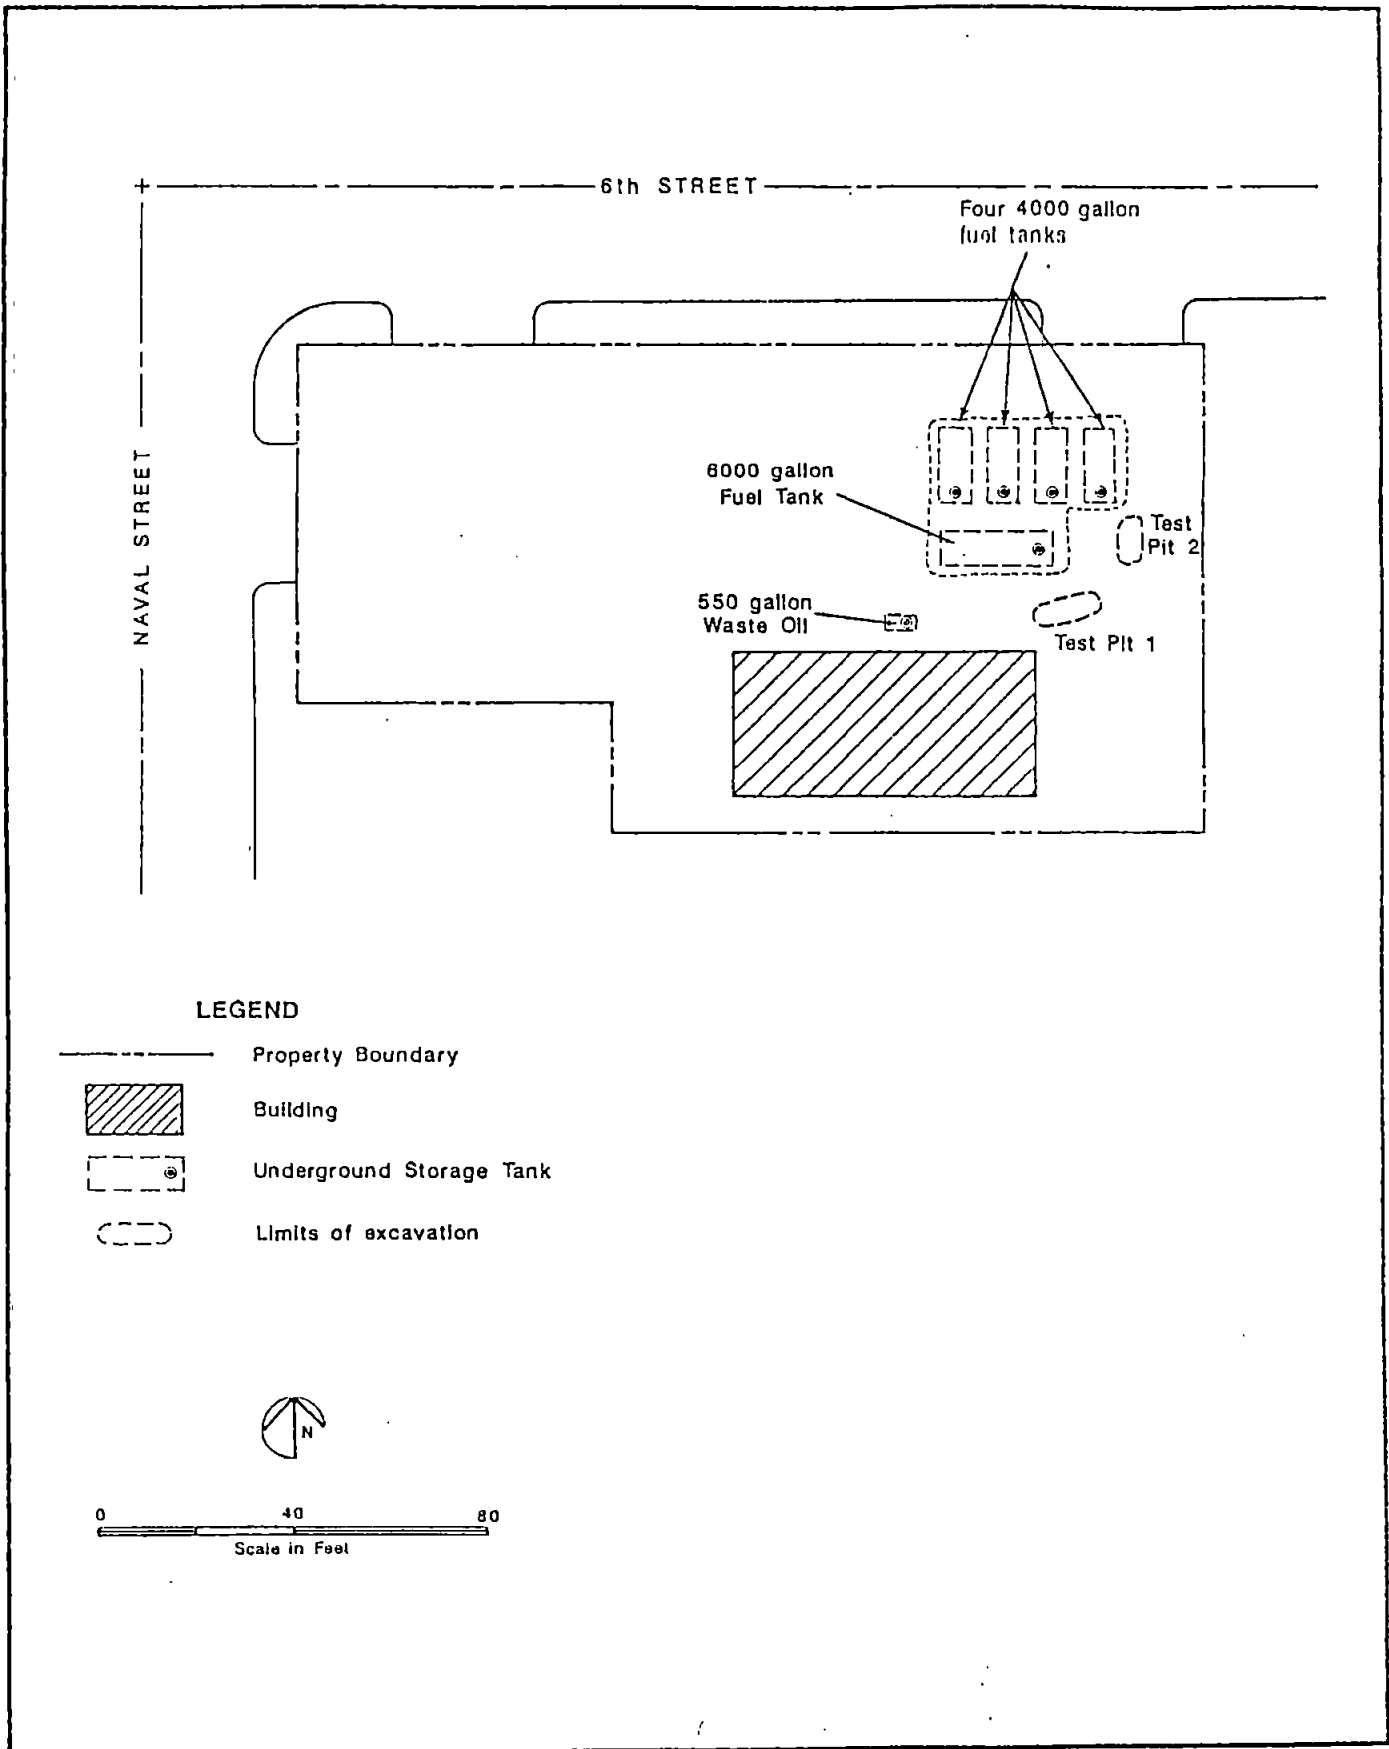 6th STREET
Four 4000 gallon
fuel tanks
NAVAL STREET
6000 gallon
Fuel Tank
Test
Pit 2
550 gallon
Waste Oil
Test Pit 1
LEGEND
Property Boundary
Building
Underground Storage Tank
Limits of excavation
N
0 40 80
Scale in Feet